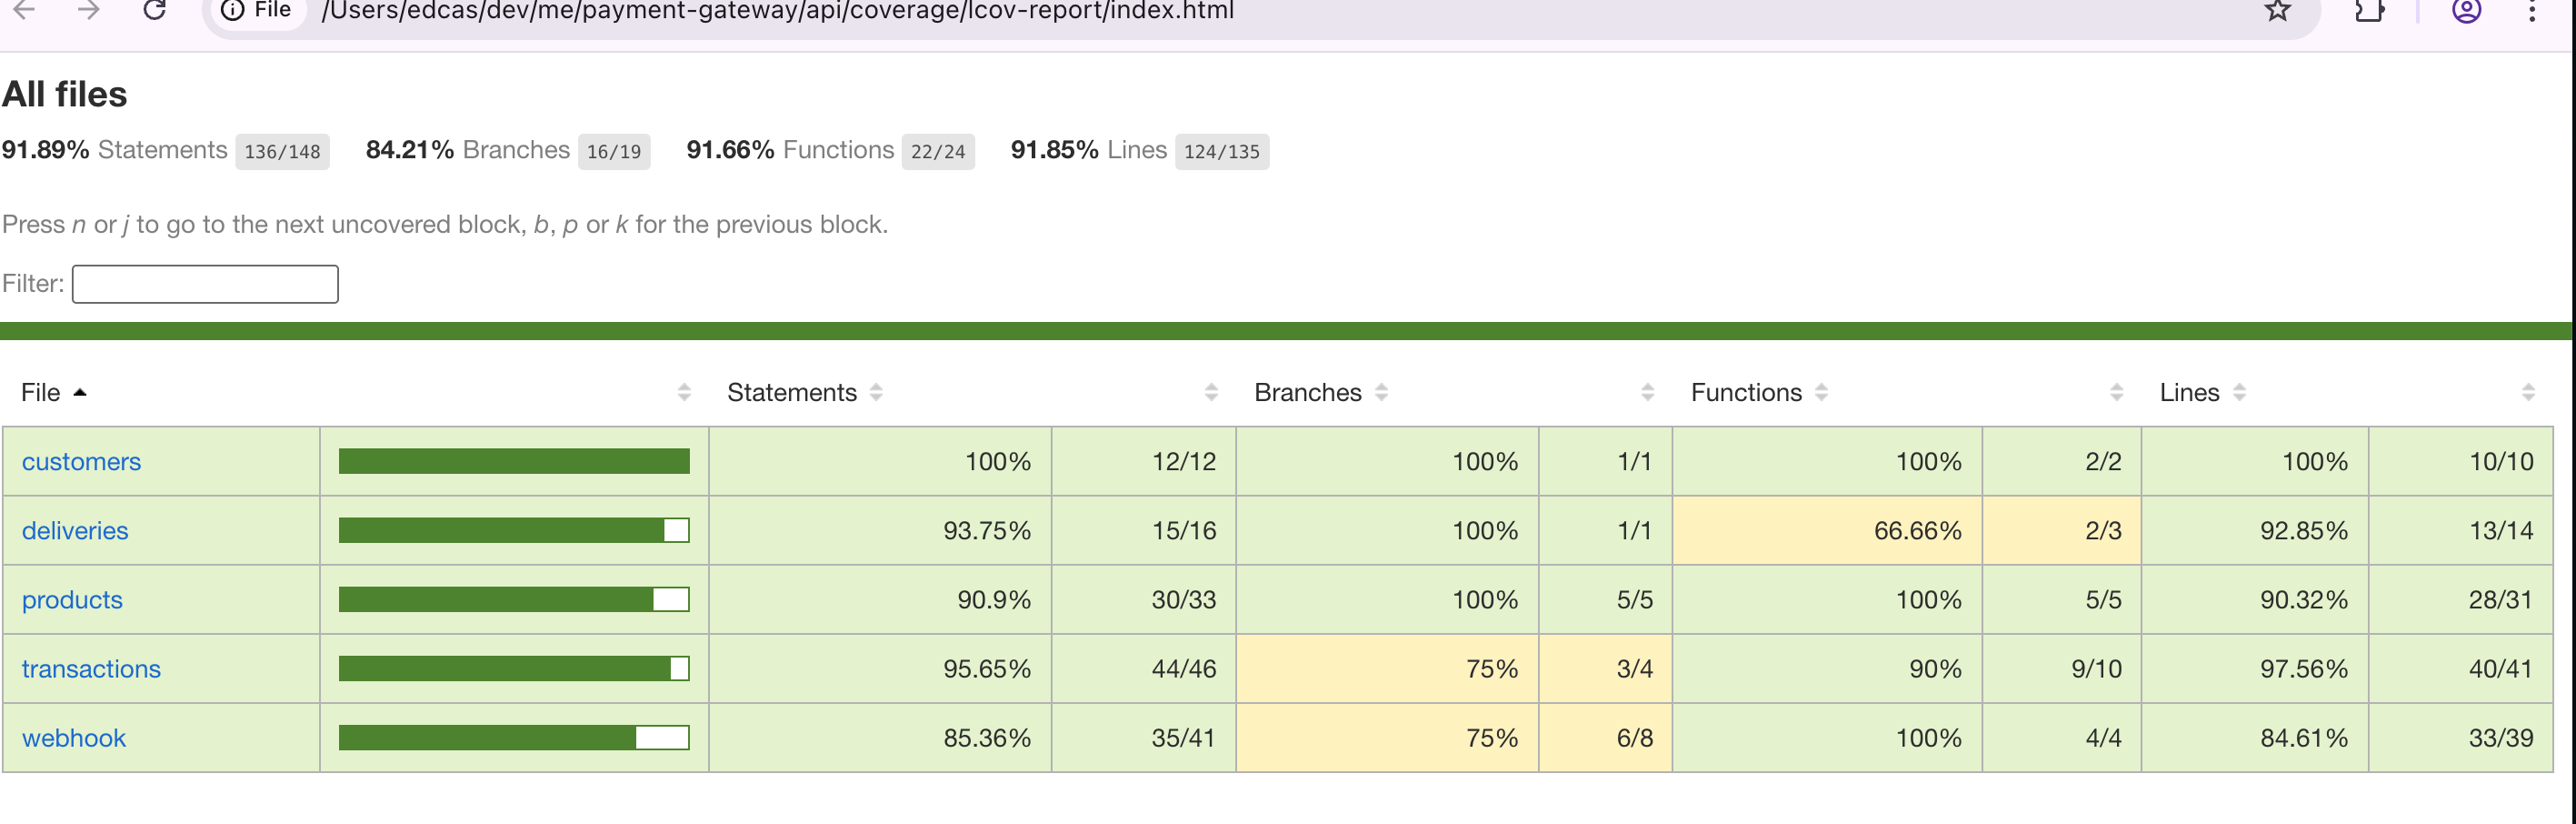 File /Users/edcas/dev/me/payment-gateway/api/coverage/lcov-report/index.html
All files
91.89% Statements 136/148 84.21% Branches 16/19 91.66% Functions 22/24 91.85% Lines 124/135
Press n or j to go to the next uncovered block, b, p or k for the previous block.
Filter:
File Statements Branches Functions Lines
customers 100% 12/12 100% 1/1 100% 2/2 100% 10/10
deliveries 93.75% 15/16 100% 1/1 66.66% 2/3 92.85% 13/14
products 90.9% 30/33 100% 5/5 100% 5/5 90.32% 28/31
transactions 95.65% 44/46 75% 3/4 90% 9/10 97.56% 40/41
webhook 85.36% 35/41 75% 6/8 100% 4/4 84.61% 33/39